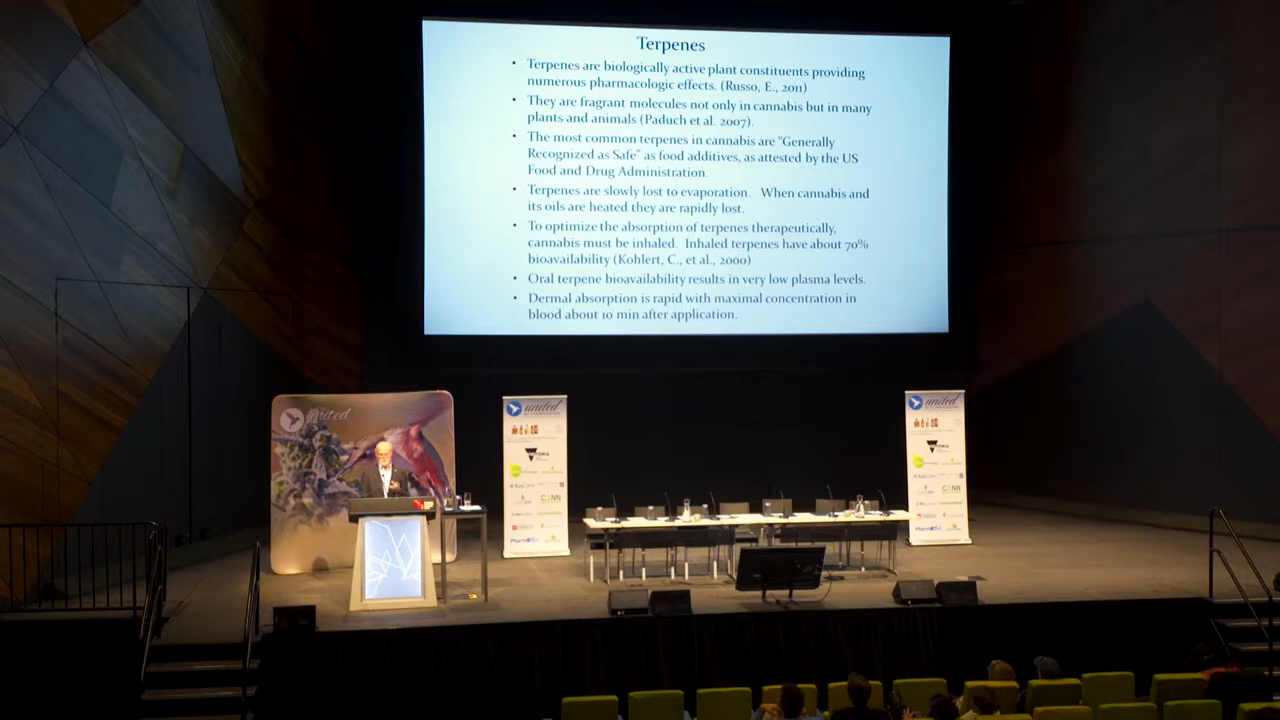 Terpenes
• Terpenes are biologically active plant constituents providing
numerous pharmacologic effects. (Russo, E., 2011)
• They are fragrant molecules not only in cannabis but in many
plants and animals (Paduch et al. 2007).
• The most common terpenes in cannabis are “Generally
Recognized as Safe” as food additives, as attested by the US
Food and Drug Administration.
• Terpenes are slowly lost to evaporation. When cannabis and
its oils are heated they are rapidly lost.
• To optimize the absorption of terpenes therapeutically,
cannabis must be inhaled. Inhaled terpenes have about 70%
bioavailability (Kohlert, C., et al., 2000)
• Oral terpene bioavailability results in very low plasma levels.
• Dermal absorption is rapid with maximal concentration in
blood about 10 min after application.
united
united
united